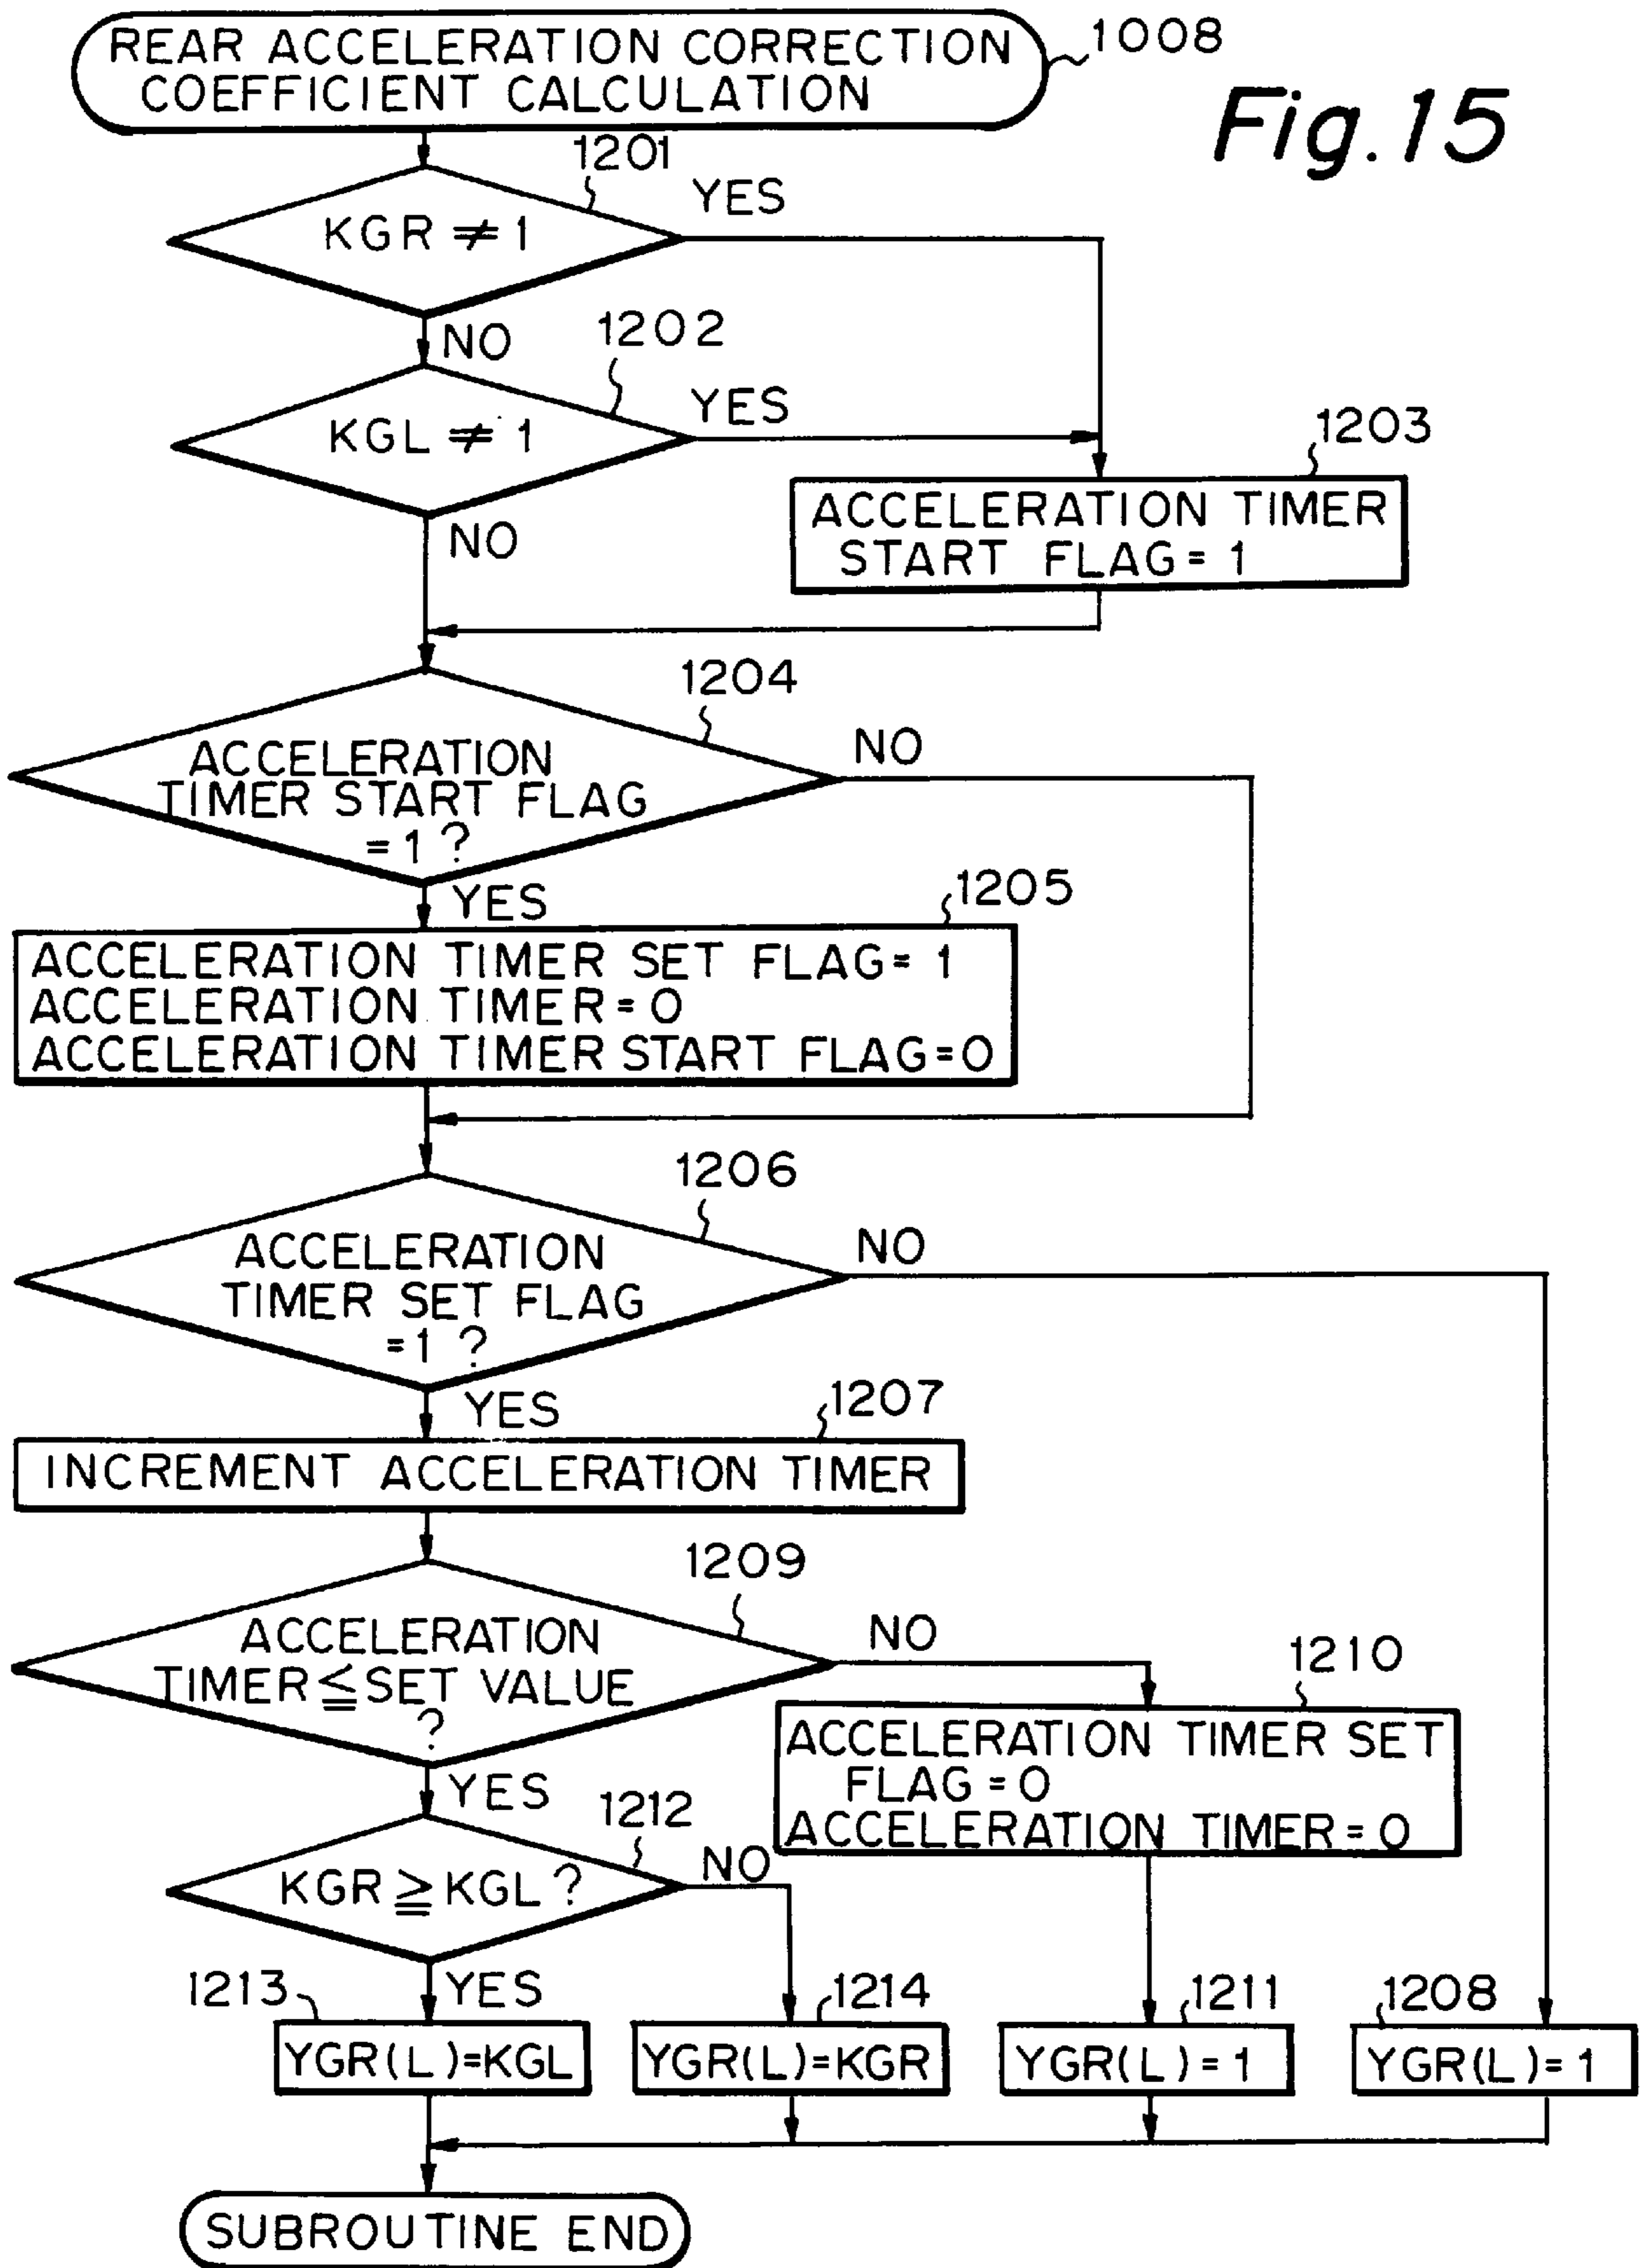 REAR ACCELERATION CORRECTION
COEFFICIENT CALCULATION
1008
Fig.15
1201
KGR ≠ 1
YES
NO
1202
KGL ≠ 1
YES
NO
1203
ACCELERATION TIMER
START FLAG = 1
1204
ACCELERATION
TIMER START FLAG
= 1 ?
NO
YES
1205
ACCELERATION TIMER SET FLAG = 1
ACCELERATION TIMER = 0
ACCELERATION TIMER START FLAG = 0
1206
ACCELERATION
TIMER SET FLAG
= 1 ?
NO
YES
1207
INCREMENT ACCELERATION TIMER
1209
ACCELERATION
TIMER ≦ SET VALUE
?
NO
YES
1210
ACCELERATION TIMER SET
FLAG = 0
ACCELERATION TIMER = 0
1212
KGR ≧ KGL ?
NO
YES
1213
YGR(L)=KGL
1214
YGR(L)=KGR
1211
YGR(L) = 1
1208
YGR(L) = 1
SUBROUTINE END